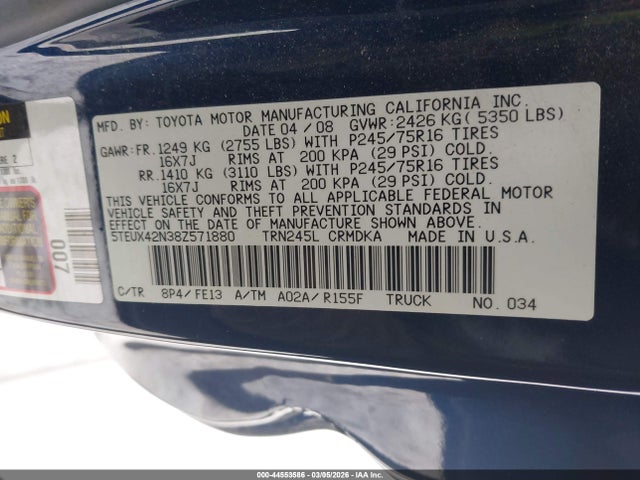 MFD. BY: TOYOTA MOTOR MANUFACTURING CALIFORNIA INC.
DATE 04 / 08 GVWR: 2426 KG( 5350 LBS)
GAWR: FR. 1249 KG (2755 LBS) WITH P245/75R16 TIRES
16X7J RIMS AT 200 KPA (29 PSI) COLD.
RR. 1410 KG (3110 LBS) WITH P245/75R16 TIRES
16X7J RIMS AT 200 KPA (29 PSI) COLD.
THIS VEHICLE CONFORMS TO ALL APPLICABLE FEDERAL MOTOR
VEHICLE SAFETY AND THEFT PREVENTION STANDARDS IN
EFFECT ON THE DATE OF MANUFACTURE SHOWN ABOVE.
5TEUX42N38Z571880 TRN245L CRMDKA MADE IN U.S.A.
C/TR 8P4/ FE13 A/TM A02A/ R155F TRUCK NO. 034
007
000-44553586 - 03/05/2026 - IAAI.COM